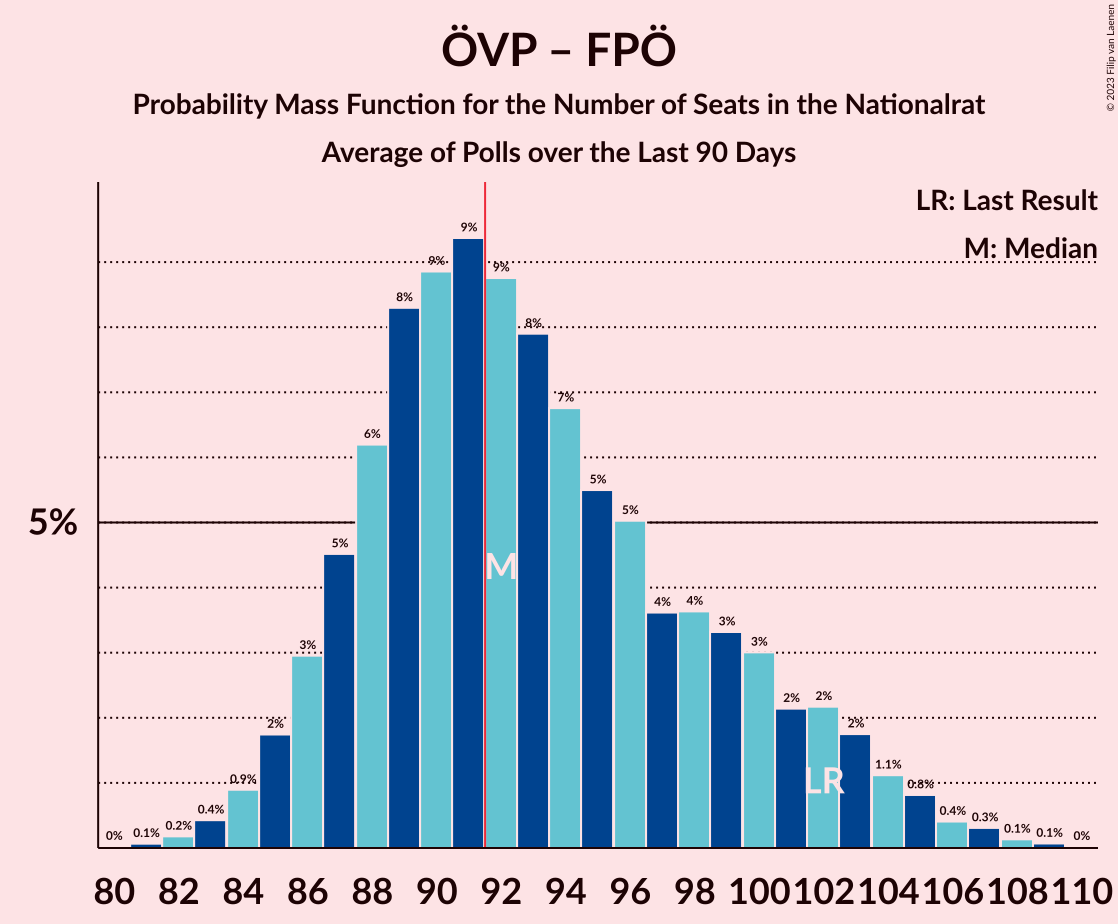 ÖVP – FPÖ
Probability Mass Function for the Number of Seats in the Nationalrat
Average of Polls over the Last 90 Days
© 2023 Filip van Laenen
LR: Last Result
M: Median
5%
0% 0.1% 0.2% 0.4% 0.9% 2% 3% 5% 6% 8% 9% 9% 9% 8% 7% 5% 5% 4% 4% 3% 3% 2% 2% 2% 1.1% 0.8% 0.4% 0.3% 0.1% 0.1% 0%
M
LR
80 82 84 86 88 90 92 94 96 98 100 102 104 106 108 110